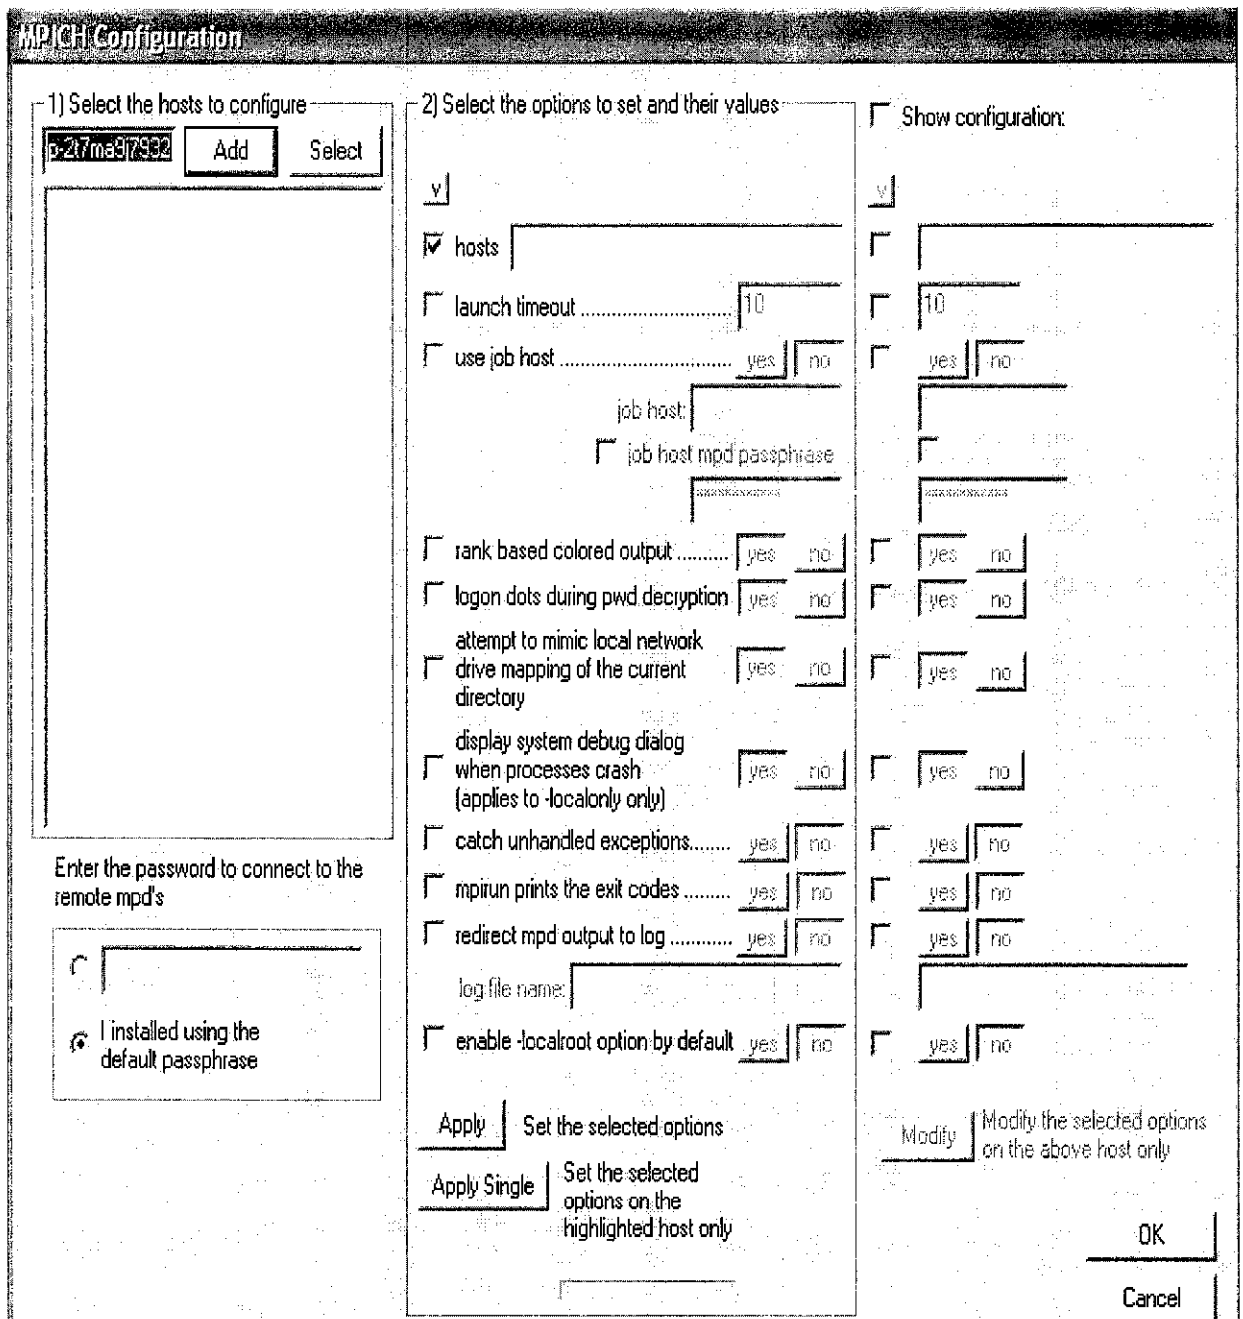 MPICH Configuration
1) Select the hosts to configure
Add
Select
Enter the password to connect to the
remote mpd's
I installed using the
default passphrase
2) Select the options to set and their values
v
hosts
launch timeout ............................ 10
use job host ................................ yes no
job host:
job host mpd passphrase
rank based colored output .......... yes no
logon dots during pwd decryption yes no
attempt to mimic local network
drive mapping of the current
directory
yes no
display system debug dialog
when processes crash
(applies to -localonly only)
yes no
catch unhandled exceptions........ yes no
mpirun prints the exit codes ......... yes no
redirect mpd output to log ............ yes no
log file name:
enable -localroot option by default yes no
Apply
Set the selected options
Apply Single
Set the selected
options on the
highlighted host only
Show configuration:
v
10
yes no
yes no
yes no
yes no
yes no
yes no
yes no
yes no
yes no
Modify
Modify the selected options
on the above host only
OK
Cancel